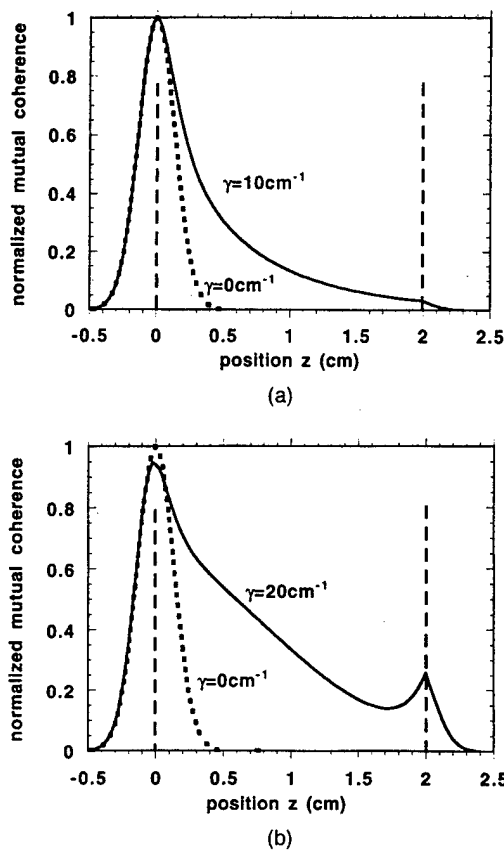 (a)
normalized mutual coherence
1
0.8
0.6
0.4
0.2
0
γ=10cm⁻¹
γ=0cm⁻¹
-0.5 0 0.5 1 1.5 2 2.5
position z (cm)
(b)
normalized mutual coherence
1
0.8
0.6
0.4
0.2
0
γ=20cm⁻¹
γ=0cm⁻¹
-0.5 0 0.5 1 1.5 2 2.5
position z (cm)